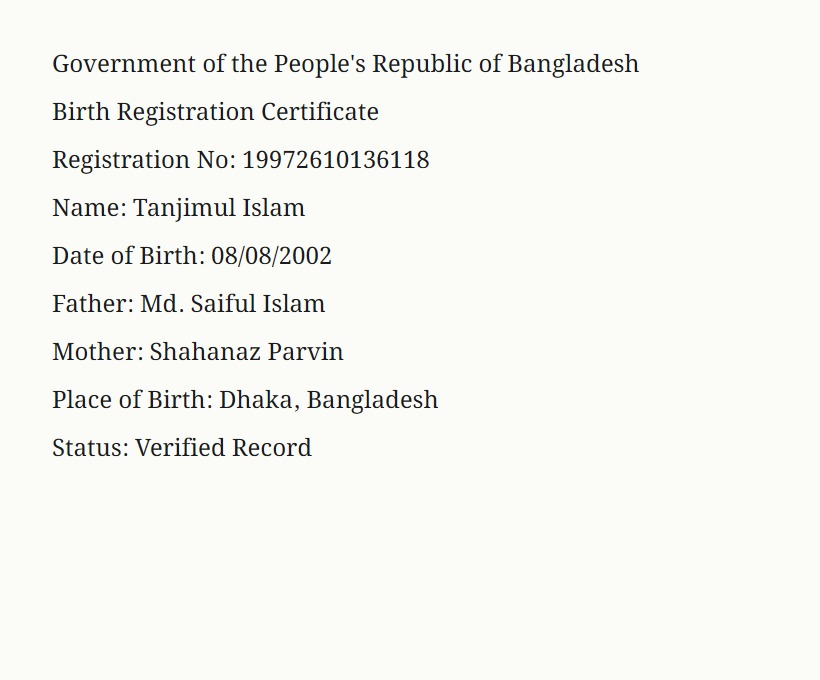 Government of the People's Republic of Bangladesh
Birth Registration Certificate
Registration No: 19972610136118
Name: Tanjimul Islam
Date of Birth: 08/08/2002
Father: Md. Saiful Islam
Mother: Shahanaz Parvin
Place of Birth: Dhaka, Bangladesh
Status: Verified Record